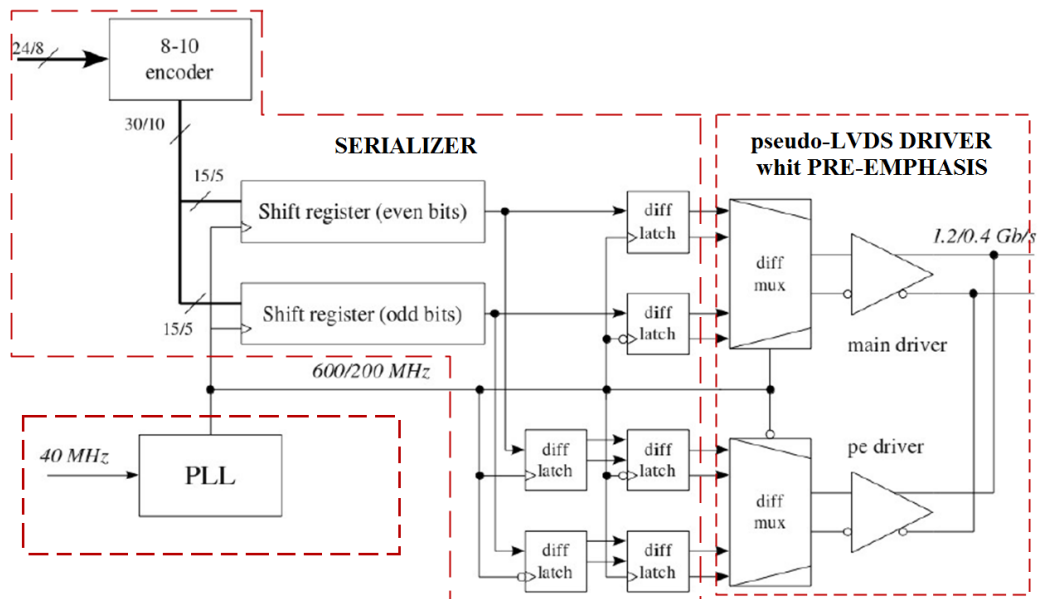 24/8
8-10
encoder
30/10
SERIALIZER
pseudo-LVDS DRIVER
whit PRE-EMPHASIS
15/5
Shift register (even bits)
diff
latch
diff
mux
1.2/0.4 Gb/s
15/5
Shift register (odd bits)
diff
latch
main driver
600/200 MHz
40 MHz
PLL
diff
latch
diff
latch
pe driver
diff
mux
diff
latch
diff
latch